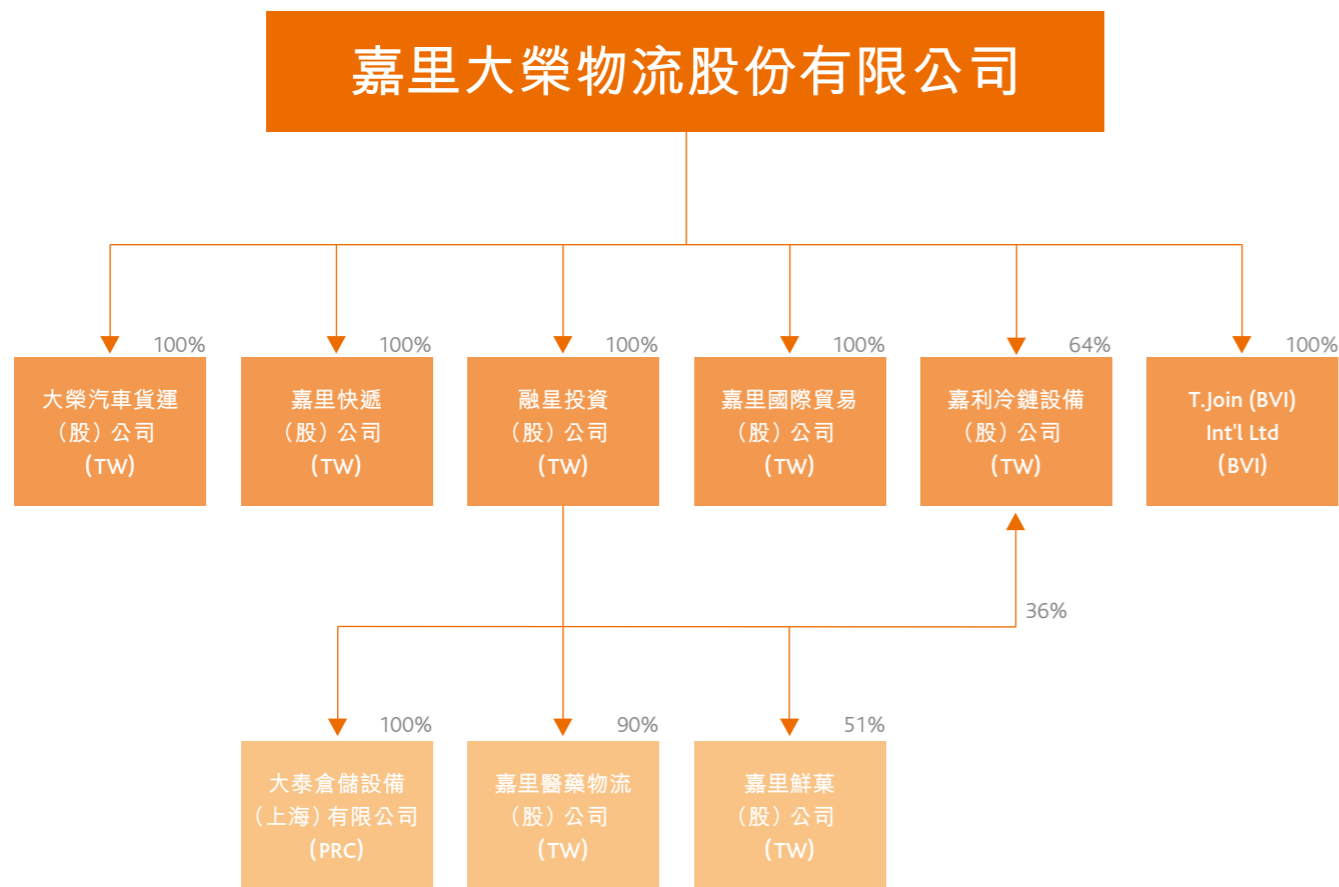 嘉里大榮物流股份有限公司
100%
100%
100%
100%
64%
100%
大榮汽車貨運
（股）公司
(TW)
嘉里快遞
（股）公司
(TW)
融星投資
（股）公司
(TW)
嘉里國際貿易
（股）公司
(TW)
嘉利冷鏈設備
（股）公司
(TW)
T.Join (BVI)
Int'l Ltd
(BVI)
36%
100%
90%
51%
大泰倉儲設備
（上海）有限公司
(PRC)
嘉里醫藥物流
（股）公司
(TW)
嘉里鮮菓
（股）公司
(TW)